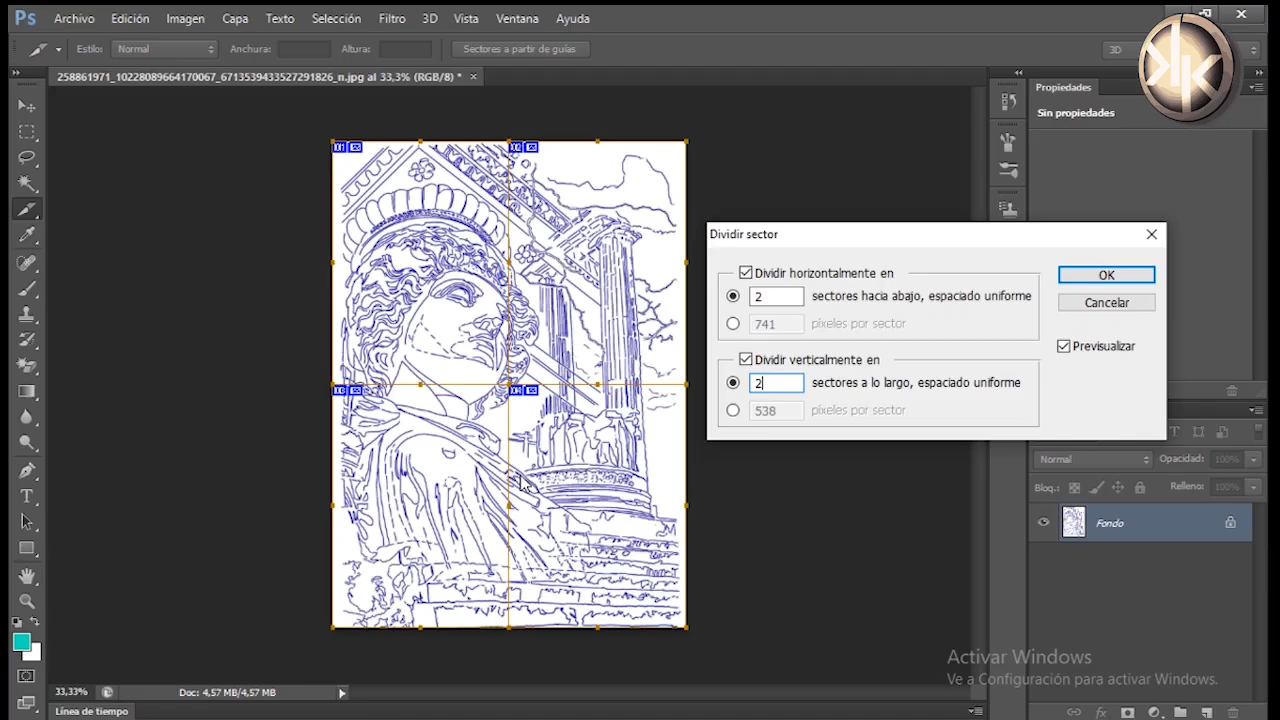 Ps Archivo Edición Imagen Capa Texto Selección Filtro 3D Vista Ventana Ayuda
Estilo: Normal Anchura: Altura: Sectores a partir de guías 3D
258861971_10228089664170067_6713539433527291826_n.jpg al 33,3% (RGB/8) *
Propiedades
Sin propiedades
Dividir sector
Dividir horizontalmente en
OK
2 sectores hacia abajo, espaciado uniforme
Cancelar
741 píxeles por sector
Previsualizar
Dividir verticalmente en
2 sectores a lo largo, espaciado uniforme
538 píxeles por sector
Normal Opacidad: 100%
Bloq.: Relleno: 100%
Fondo
Activar Windows
Ve a Configuración para activar Windows.
33,33% Doc: 4,57 MB/4,57 MB
Línea de tiempo